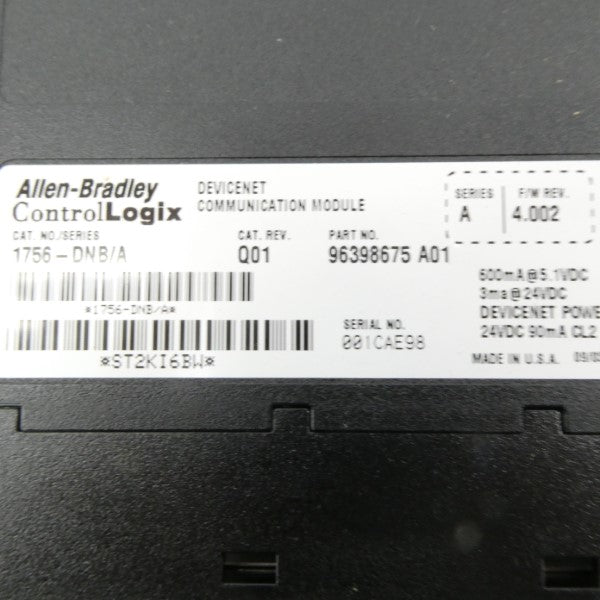 Allen-Bradley
ControlLogix
DEVICENET
COMMUNICATION MODULE
SERIES
A
F/W REV.
4.002
CAT. NO./SERIES
1756-DNB/A
CAT. REV.
Q01
PART NO.
96398675 A01
*1756-DNB/A*
*ST2KI6BW*
SERIAL NO.
001CAE98
600mA@5.1VDC
3ma@24VDC
DEVICENET POWE
24VDC 90mA CL2
MADE IN U.S.A.